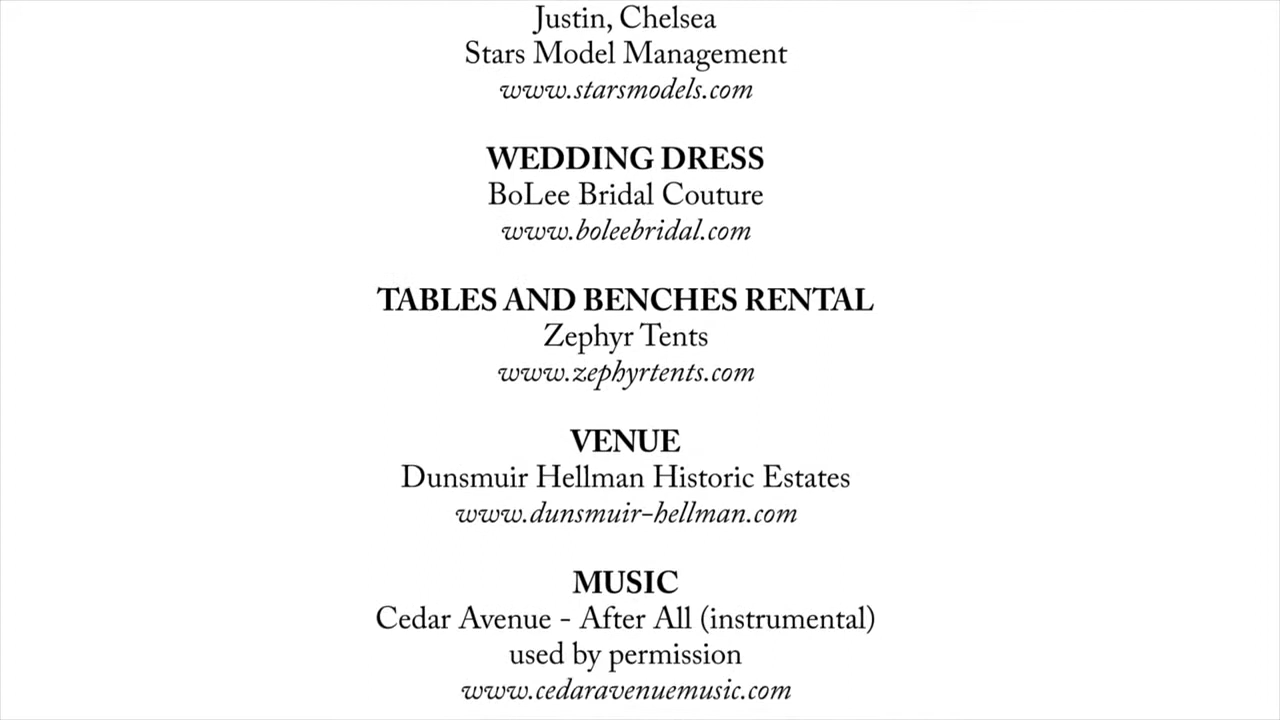 Justin, Chelsea
Stars Model Management
www.starsmodels.com
WEDDING DRESS
BoLee Bridal Couture
www.boleebridal.com
TABLES AND BENCHES RENTAL
Zephyr Tents
www.zephyrtents.com
VENUE
Dunsmuir Hellman Historic Estates
www.dunsmuir-hellman.com
MUSIC
Cedar Avenue - After All (instrumental)
used by permission
www.cedaravenuemusic.com